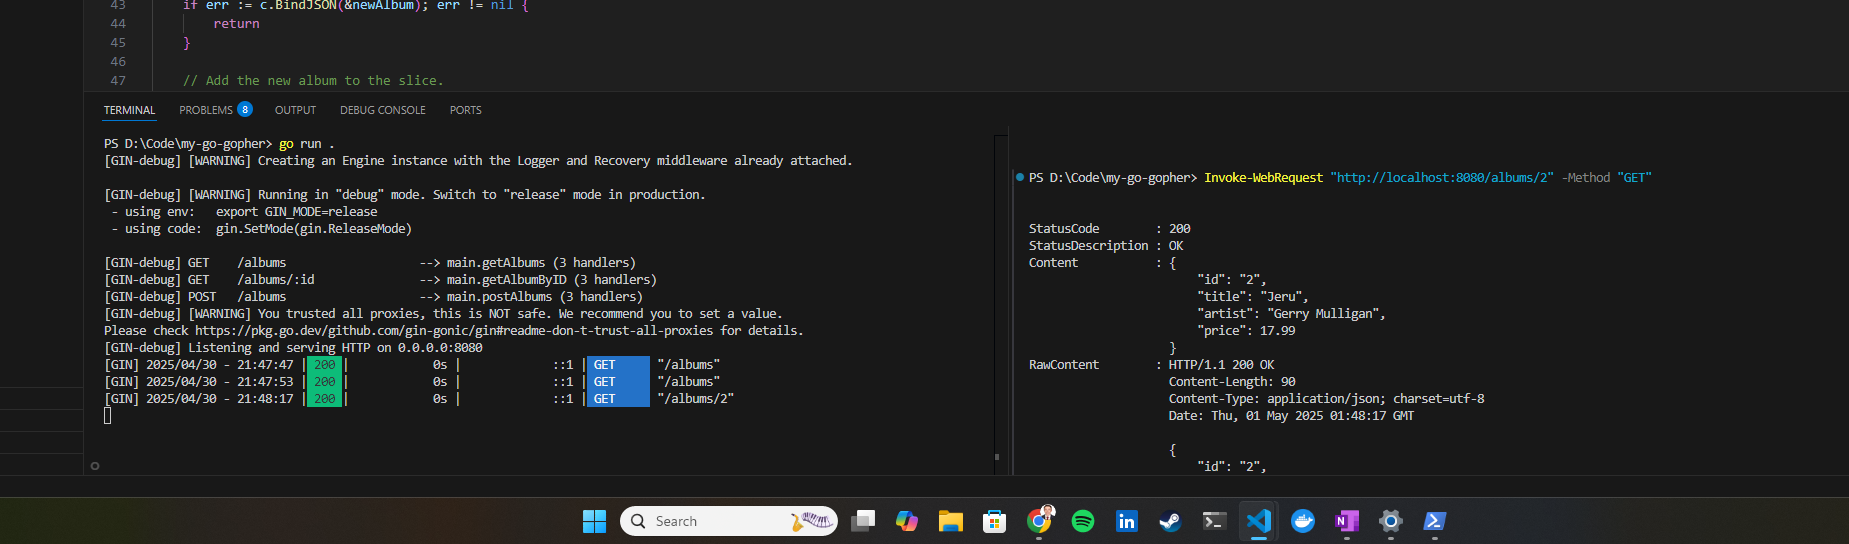 43 if err := c.BindJSON(&newAlbum); err != nil {
44 return
45 }
46
47 // Add the new album to the slice.
TERMINAL PROBLEMS 8 OUTPUT DEBUG CONSOLE PORTS
PS D:\Code\my-go-gopher> go run .
[GIN-debug] [WARNING] Creating an Engine instance with the Logger and Recovery middleware already attached.
[GIN-debug] [WARNING] Running in "debug" mode. Switch to "release" mode in production.
- using env: export GIN_MODE=release
- using code: gin.SetMode(gin.ReleaseMode)
[GIN-debug] GET /albums --> main.getAlbums (3 handlers)
[GIN-debug] GET /albums/:id --> main.getAlbumByID (3 handlers)
[GIN-debug] POST /albums --> main.postAlbums (3 handlers)
[GIN-debug] [WARNING] You trusted all proxies, this is NOT safe. We recommend you to set a value.
Please check https://pkg.go.dev/github.com/gin-gonic/gin#readme-don-t-trust-all-proxies for details.
[GIN-debug] Listening and serving HTTP on 0.0.0.0:8080
[GIN] 2025/04/30 - 21:47:47 | 200 | 0s | ::1 | GET "/albums"
[GIN] 2025/04/30 - 21:47:53 | 200 | 0s | ::1 | GET "/albums"
[GIN] 2025/04/30 - 21:48:17 | 200 | 0s | ::1 | GET "/albums/2"
PS D:\Code\my-go-gopher> Invoke-WebRequest "http://localhost:8080/albums/2" -Method "GET"
StatusCode : 200
StatusDescription : OK
Content : {
"id": "2",
"title": "Jeru",
"artist": "Gerry Mulligan",
"price": 17.99
}
RawContent : HTTP/1.1 200 OK
Content-Length: 90
Content-Type: application/json; charset=utf-8
Date: Thu, 01 May 2025 01:48:17 GMT
{
"id": "2",
Search